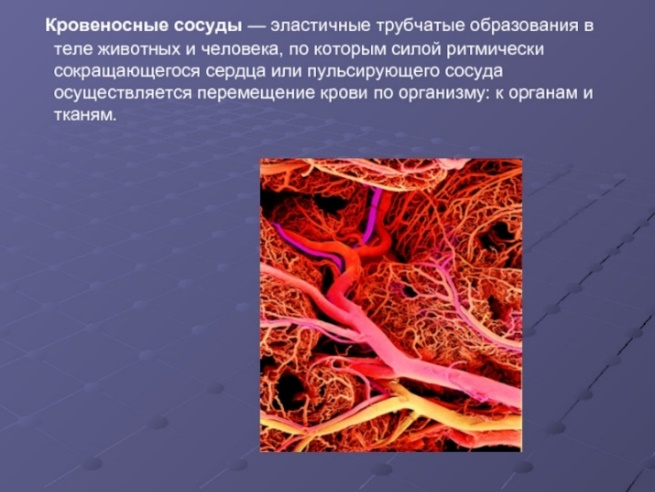 Кровеносные сосуды — эластичные трубчатые образования в
теле животных и человека, по которым силой ритмически
сокращающегося сердца или пульсирующего сосуда
осуществляется перемещение крови по организму: к органам и
тканям.